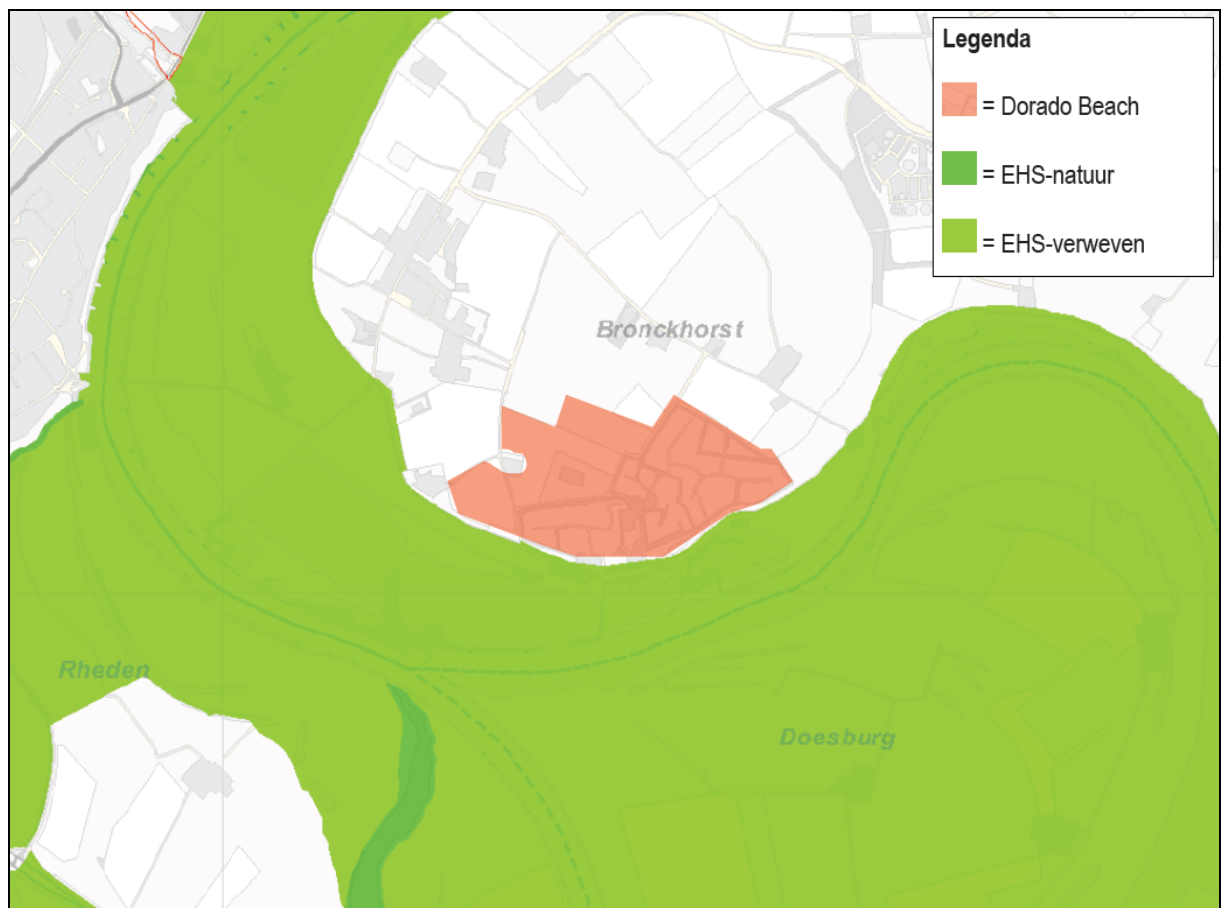 Legenda
= Dorado Beach
= EHS-natuur
= EHS-verweven
Bronckhorst
Rheden
Doesburg